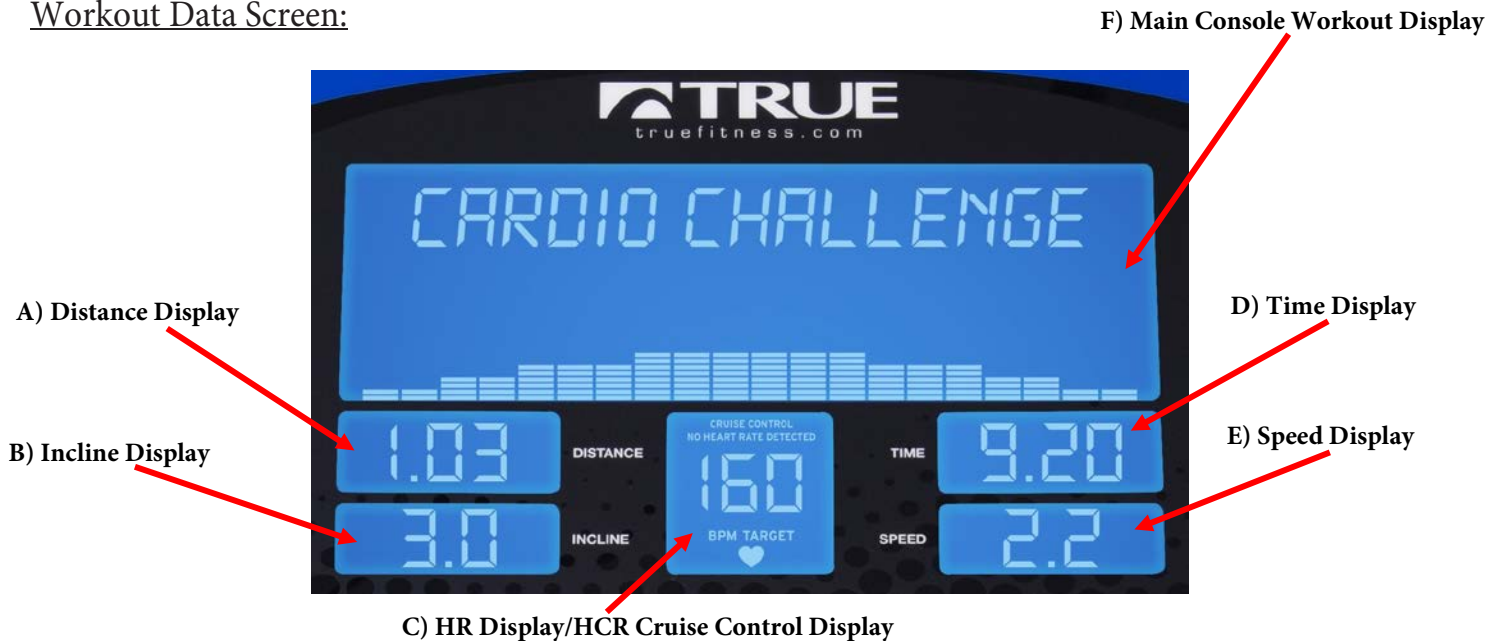 Workout Data Screen:
F) Main Console Workout Display
TRUE
truefitness.com
CARDIO CHALLENGE
A) Distance Display
D) Time Display
B) Incline Display
E) Speed Display
1.03
DISTANCE
CRUISE CONTROL
NO HEART RATE DETECTED
160
BPM TARGET
TIME
9.20
3.0
INCLINE
SPEED
2.2
C) HR Display/HCR Cruise Control Display